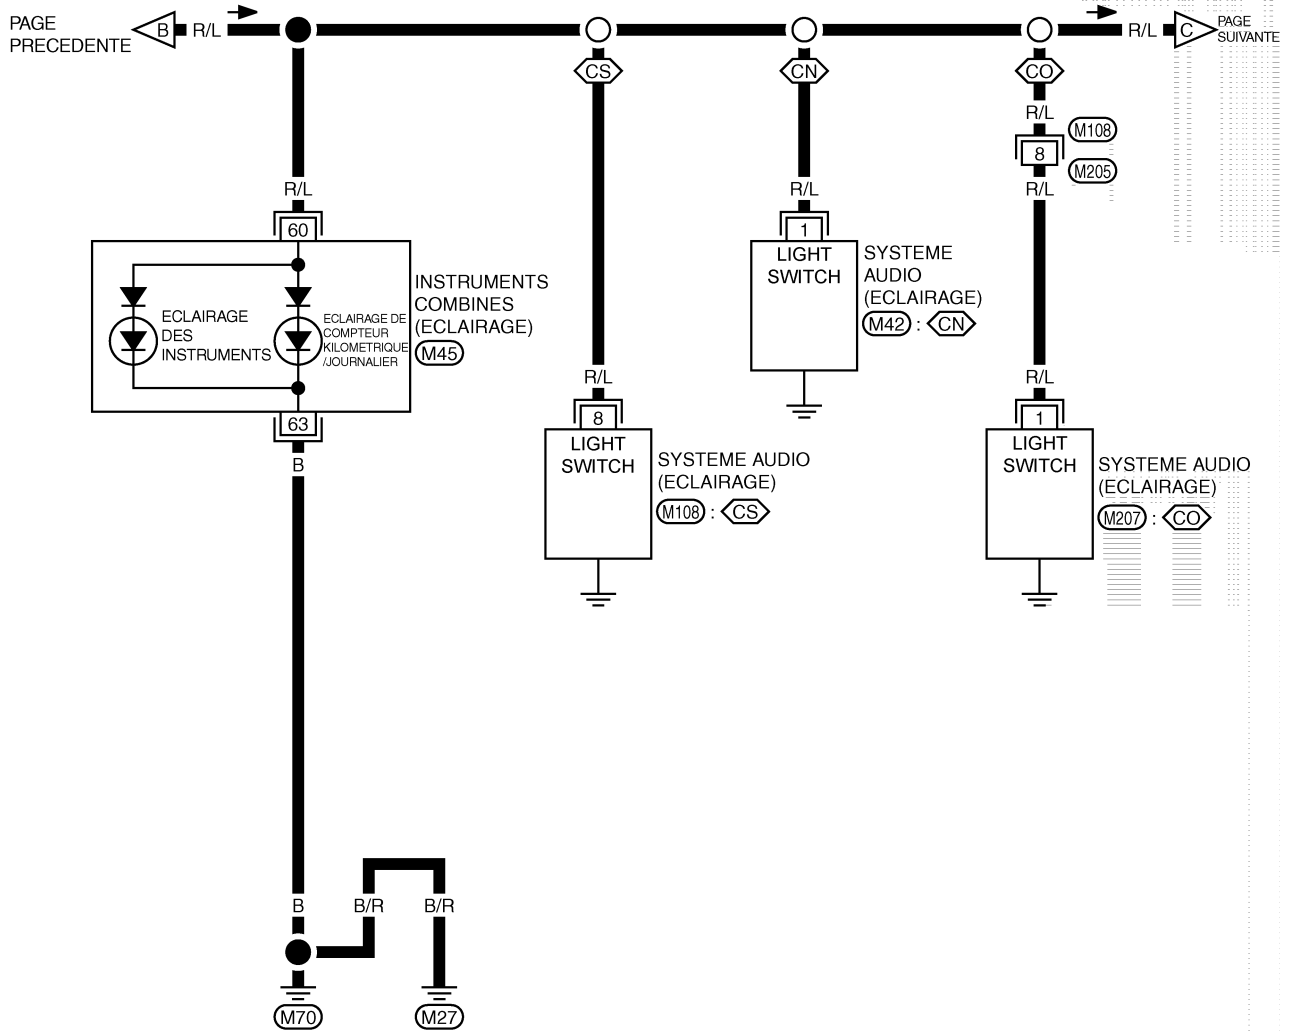 PAGE
PRECEDENTE
B
R/L
R/L
C
PAGE
SUIVANTE
CS
CN
CO
R/L
M108
8
M205
R/L
R/L
R/L
60
1
LIGHT
SWITCH
SYSTEME
AUDIO
(ECLAIRAGE)
M42 : CN
ECLAIRAGE
DES
INSTRUMENTS
ECLAIRAGE DE
COMPTEUR
KILOMETRIQUE
/JOURNALIER
INSTRUMENTS
COMBINES
(ECLAIRAGE)
M45
63
B
R/L
8
LIGHT
SWITCH
SYSTEME AUDIO
(ECLAIRAGE)
M108 : CS
R/L
1
LIGHT
SWITCH
SYSTEME AUDIO
(ECLAIRAGE)
M207 : CO
B
B/R
B/R
M70
M27